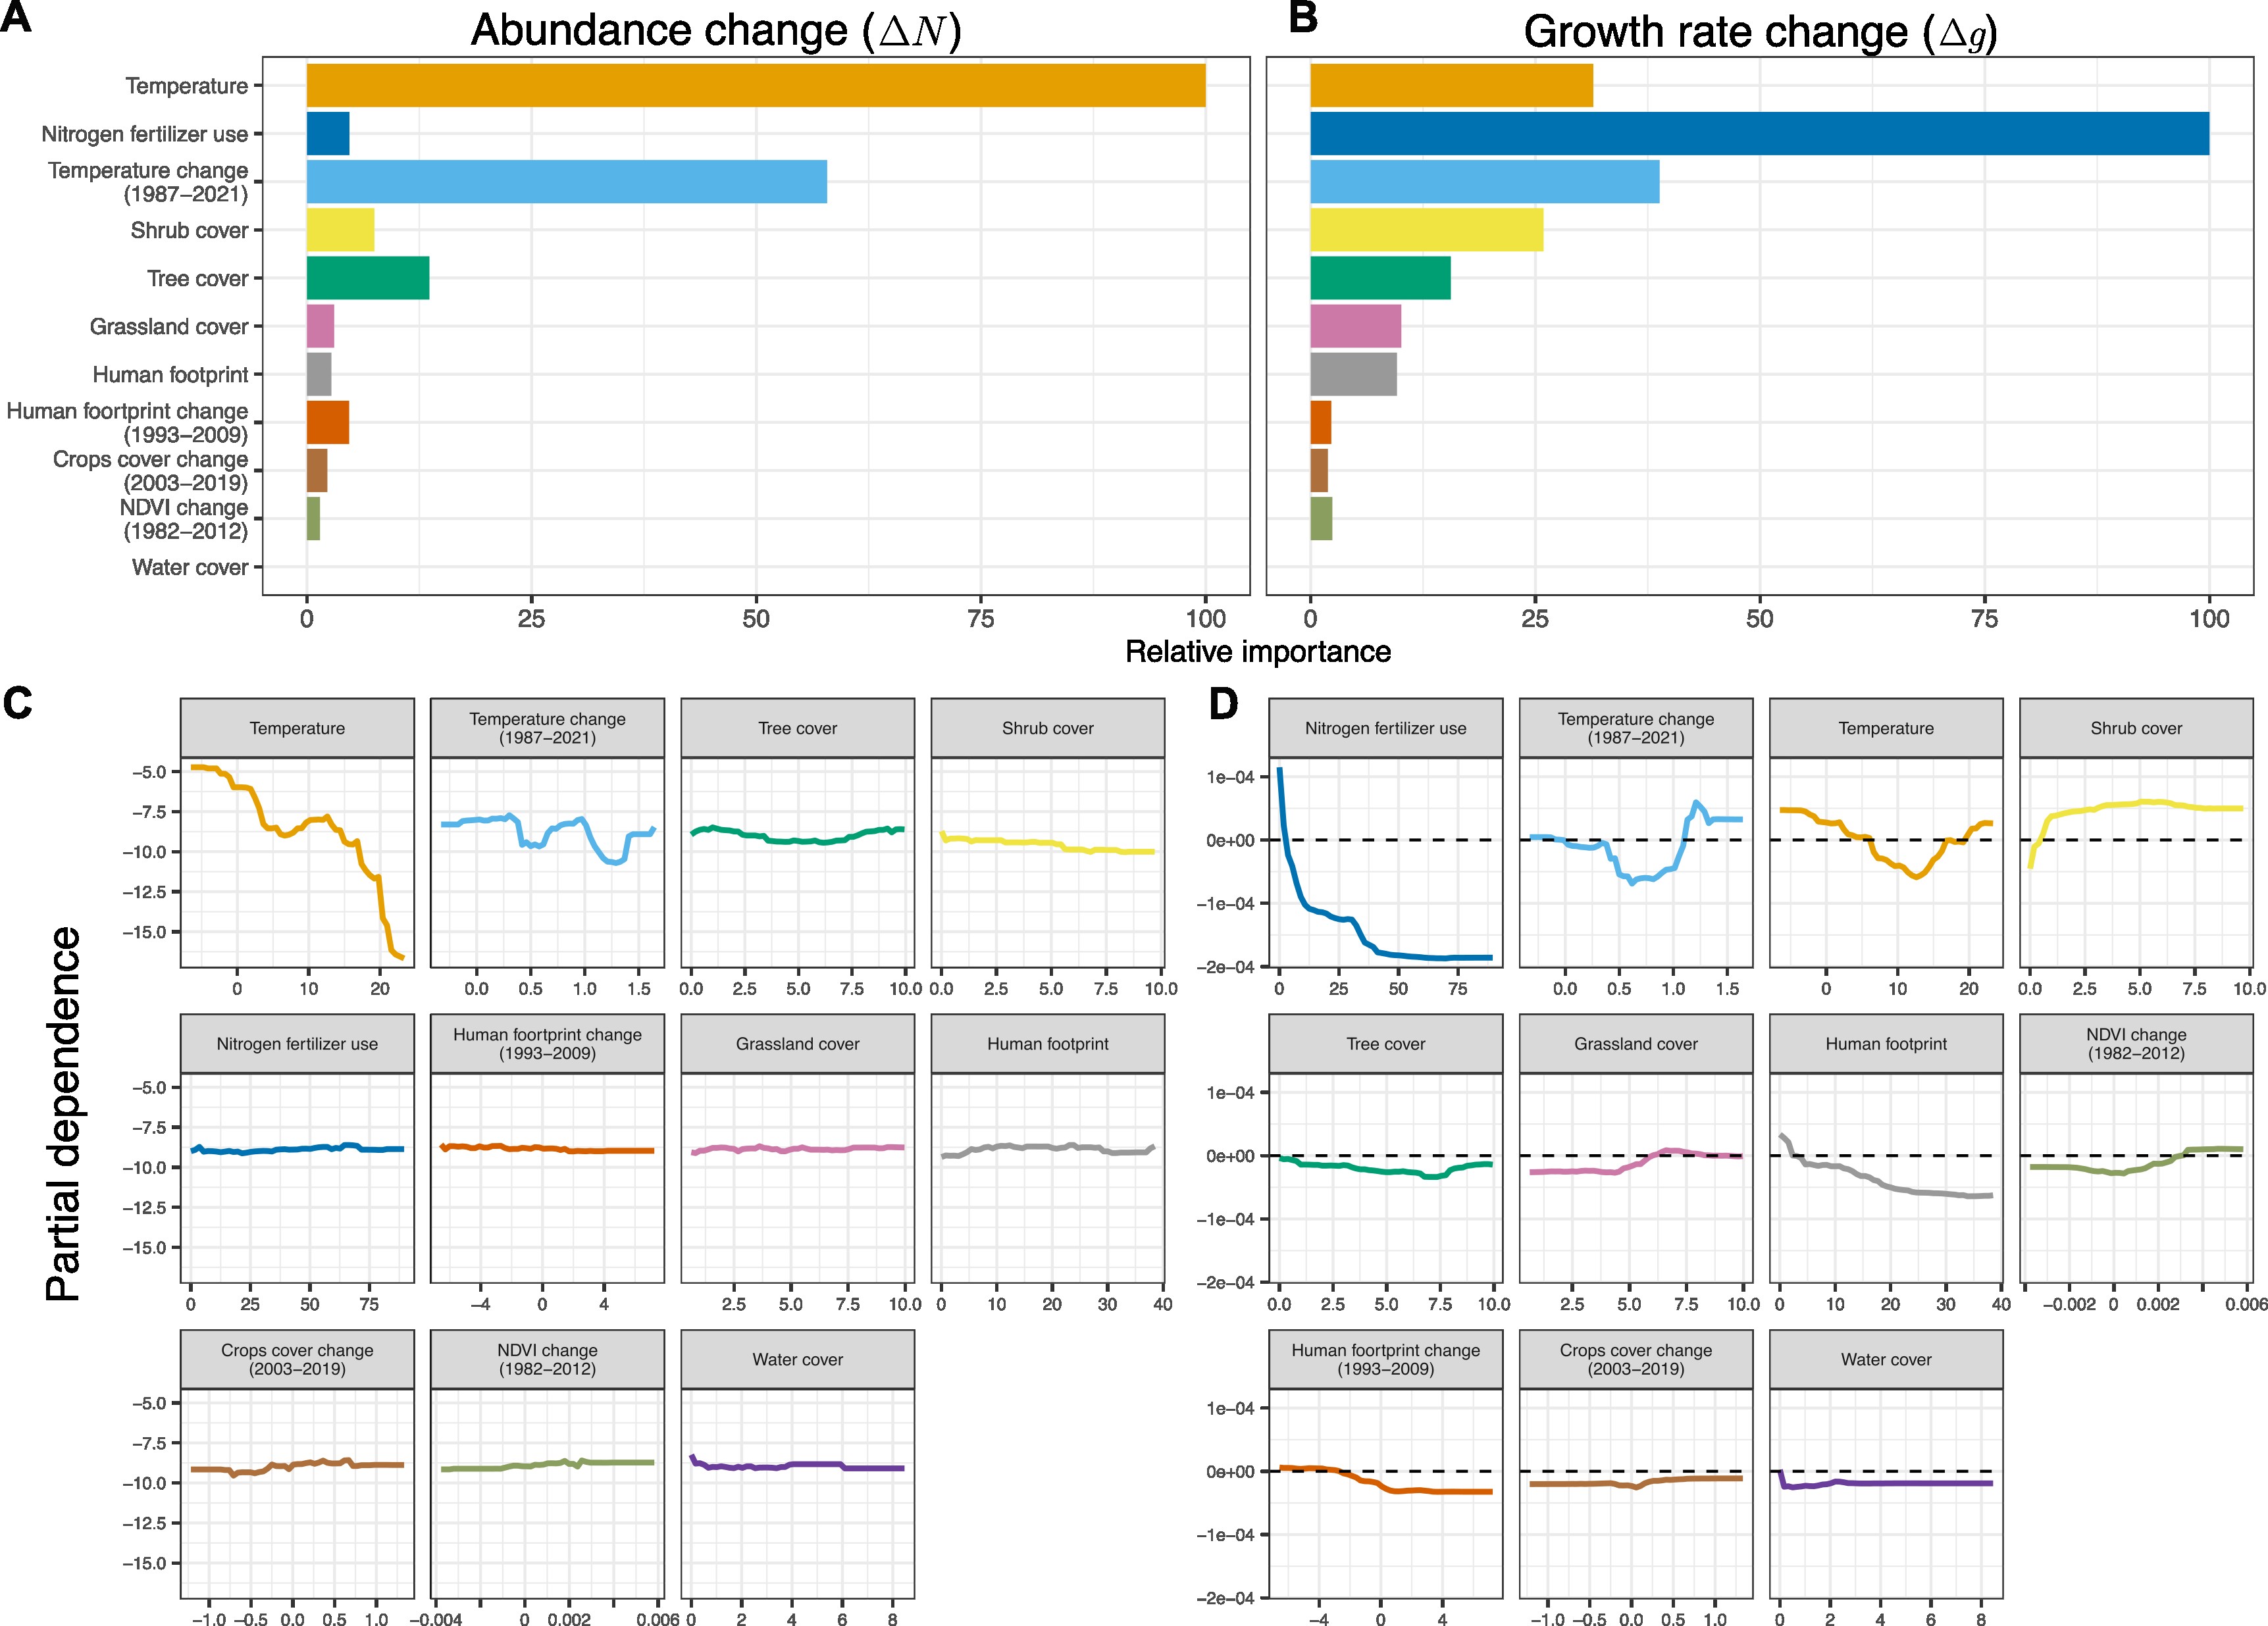 A
Abundance change (ΔN)
B
Growth rate change (Δg)
Temperature
Nitrogen fertilizer use
Temperature change
(1987−2021)
Shrub cover
Tree cover
Grassland cover
Human footprint
Human foortprint change
(1993−2009)
Crops cover change
(2003−2019)
NDVI change
(1982−2012)
Water cover
0 25 50 75 100
0 25 50 75 100
Relative importance
C
Partial dependence
Temperature
Temperature change
(1987−2021)
Tree cover
Shrub cover
−5.0
−7.5
−10.0
−12.5
−15.0
0 10 20
0.0 0.5 1.0 1.5
0.0 2.5 5.0 7.5 10.0
0.0 2.5 5.0 7.5 10.0
Nitrogen fertilizer use
Human foortprint change
(1993−2009)
Grassland cover
Human footprint
−5.0
−7.5
−10.0
−12.5
−15.0
0 25 50 75
−4 0 4
2.5 5.0 7.5 10.0
0 10 20 30 40
Crops cover change
(2003−2019)
NDVI change
(1982−2012)
Water cover
−5.0
−7.5
−10.0
−12.5
−15.0
−1.0 −0.5 0.0 0.5 1.0
−0.004 0 0.002 0.006
0 2 4 6 8
D
Nitrogen fertilizer use
Temperature change
(1987−2021)
Temperature
Shrub cover
1e−04
0e+00
−1e−04
−2e−04
0 25 50 75
0.0 0.5 1.0 1.5
0 10 20
0.0 2.5 5.0 7.5 10.0
Tree cover
Grassland cover
Human footprint
NDVI change
(1982−2012)
1e−04
0e+00
−1e−04
−2e−04
0.0 2.5 5.0 7.5 10.0
2.5 5.0 7.5 10.0
0 10 20 30 40
−0.002 0 0.002 0.006
Human foortprint change
(1993−2009)
Crops cover change
(2003−2019)
Water cover
1e−04
0e+00
−1e−04
−2e−04
−4 0 4
−1.0 −0.5 0.0 0.5 1.0
0 2 4 6 8